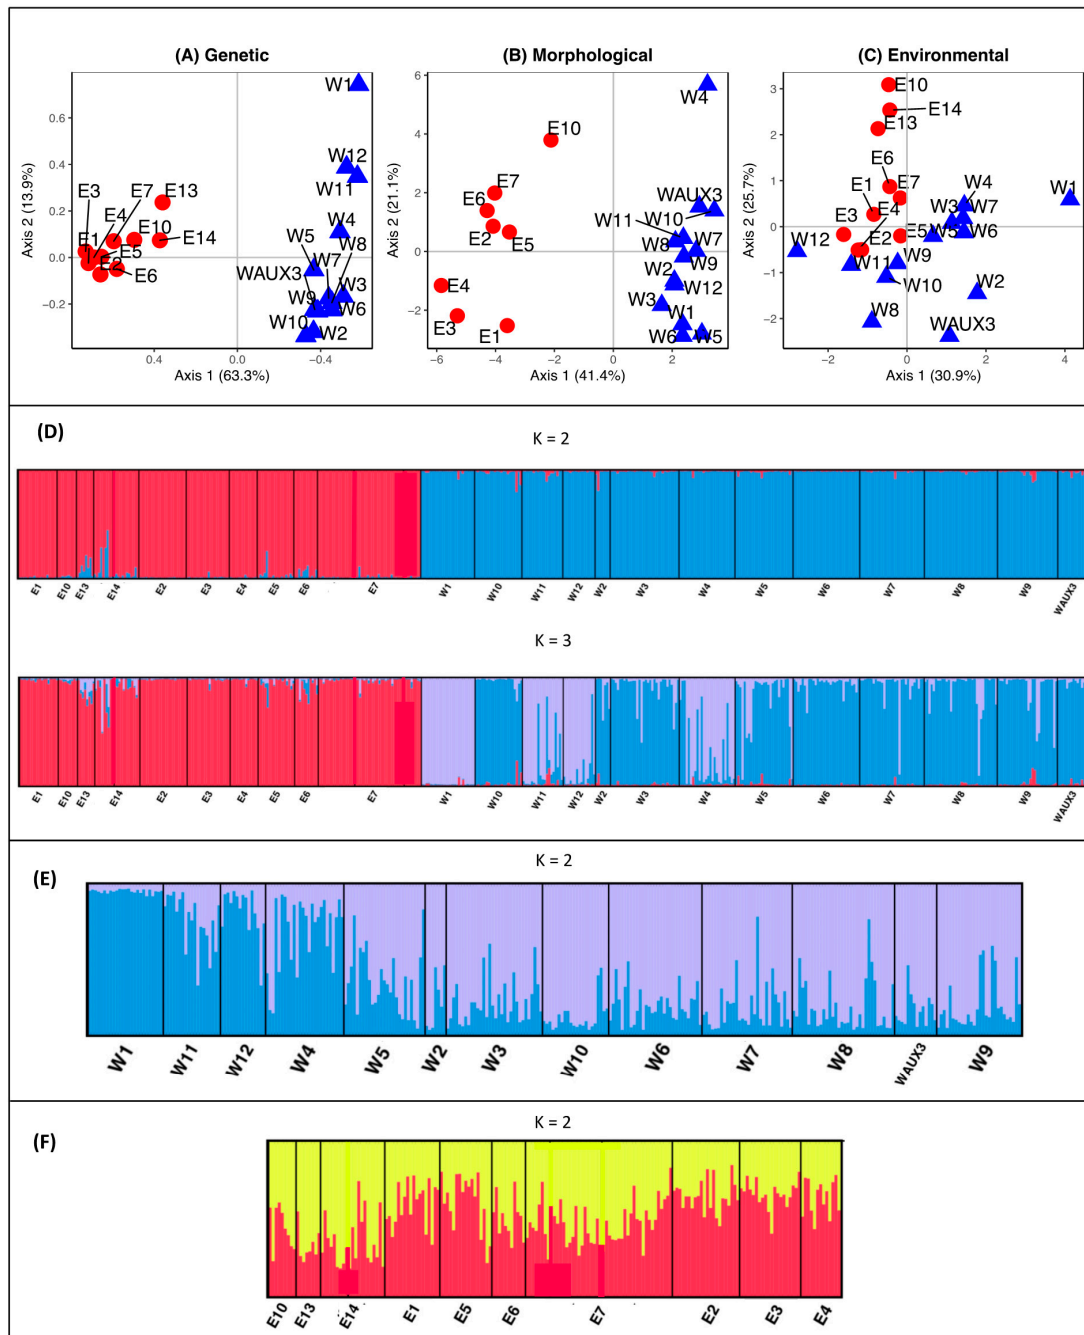 (A) Genetic
W1
W12
W11
W4
W5
W8
W7
WAUX3
W9
W3
W6
W10
W2
E3
E7
E13
E4
E10
E1
E5
E14
E6
0.6
0.4
0.2
0.0
−0.2
0.4
0.0
−0.4
Axis 2 (13.9%)
Axis 1 (63.3%)
(B) Morphological
W4
E10
E7
E6
E2
E5
E4
E3
E1
WAUX3
W11
W10
W8
W7
W9
W2
W12
W3
W1
W6
W5
6
4
2
0
−2
−6
−4
−2
0
2
Axis 2 (21.1%)
Axis 1 (41.4%)
(C) Environmental
E10
E14
E13
E6
E7
E1
E4
E3
E2
W4
W1
W3
W7
W5
W6
W12
W11
W9
W10
W2
W8
WAUX3
3
2
1
0
−1
−2
−2
0
2
4
Axis 2 (25.7%)
Axis 1 (30.9%)
(D)
K = 2
E1 E10 E13 E14 E2 E3 E4 E5 E6 E7 W1 W10 W11 W12 W2 W3 W4 W5 W6 W7 W8 W9 WAUX3
K = 3
E1 E10 E13 E14 E2 E3 E4 E5 E6 E7 W1 W10 W11 W12 W2 W3 W4 W5 W6 W7 W8 W9 WAUX3
(E)
K = 2
W1 W11 W12 W4 W5 W2 W3 W10 W6 W7 W8 WAUX3 W9
(F)
K = 2
E10 E13 E14 E1 E5 E6 E7 E2 E3 E4